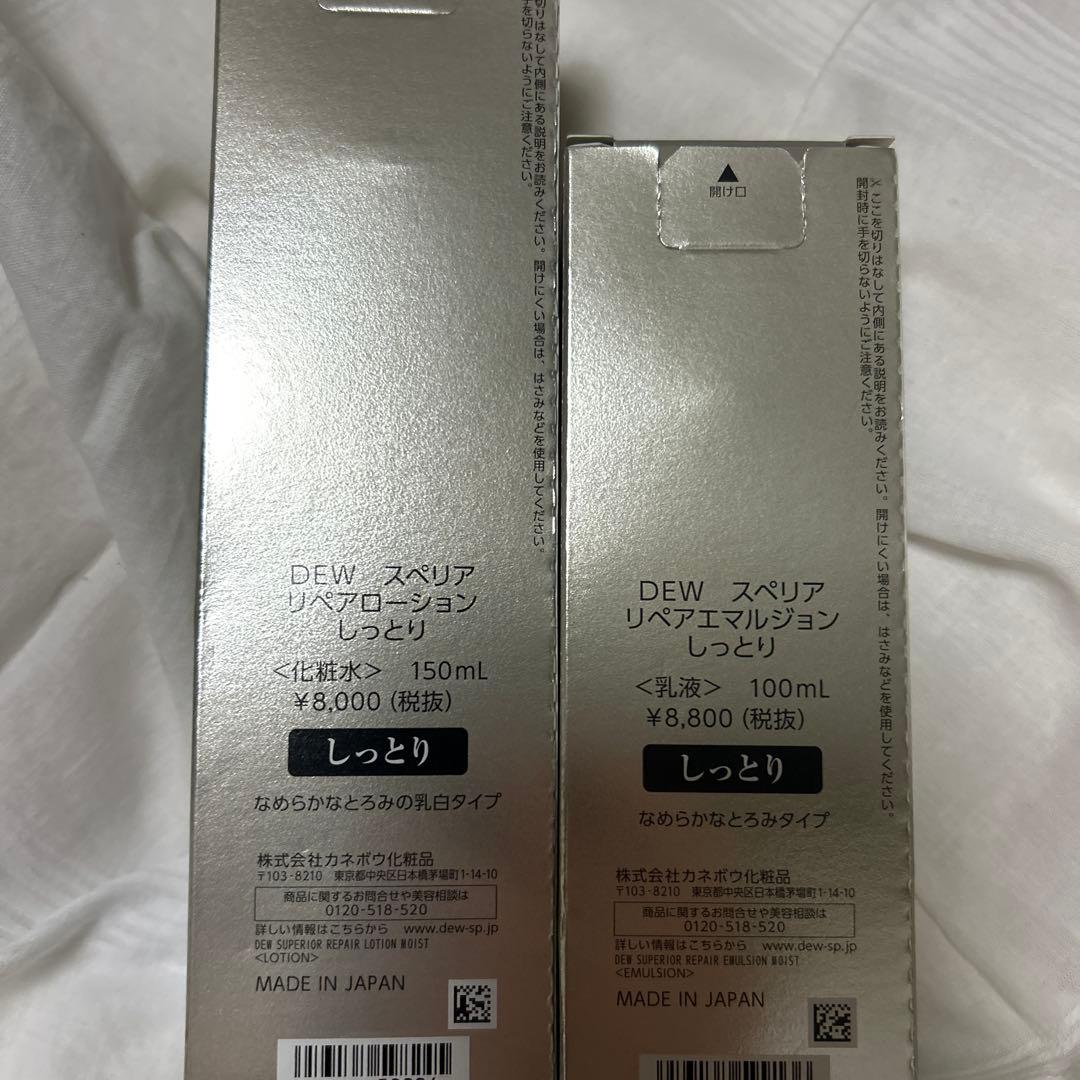 切りはなして内側にある説明をお読みください。開けにくい場合は、はさみなどを使用してください。
手を切らないようにご注意ください。
DEW スペリア
リペアローション
しっとり
<化粧水> 150mL
¥8,000 (税抜)
しっとり
なめらかなとろみの乳白タイプ
株式会社カネボウ化粧品
〒103-8210 東京都中央区日本橋茅場町1-14-10
商品に関するお問合せや美容相談は
0120-518-520
詳しい情報はこちらから www.dew-sp.jp
DEW SUPERIOR REPAIR LOTION MOIST
<LOTION>
MADE IN JAPAN
開け口
ここを切りはなして内側にある説明をお読みください。開けにくい場合は、はさみなどを使用してください。
開封時に手を切らないようにご注意ください。
DEW スペリア
リペアエマルジョン
しっとり
<乳液> 100mL
¥8,800 (税抜)
しっとり
なめらかなとろみタイプ
株式会社カネボウ化粧品
〒103-8210 東京都中央区日本橋茅場町1-14-10
商品に関するお問合せや美容相談は
0120-518-520
詳しい情報はこちらから www.dew-sp.jp
DEW SUPERIOR REPAIR EMULSION MOIST
<EMULSION>
MADE IN JAPAN